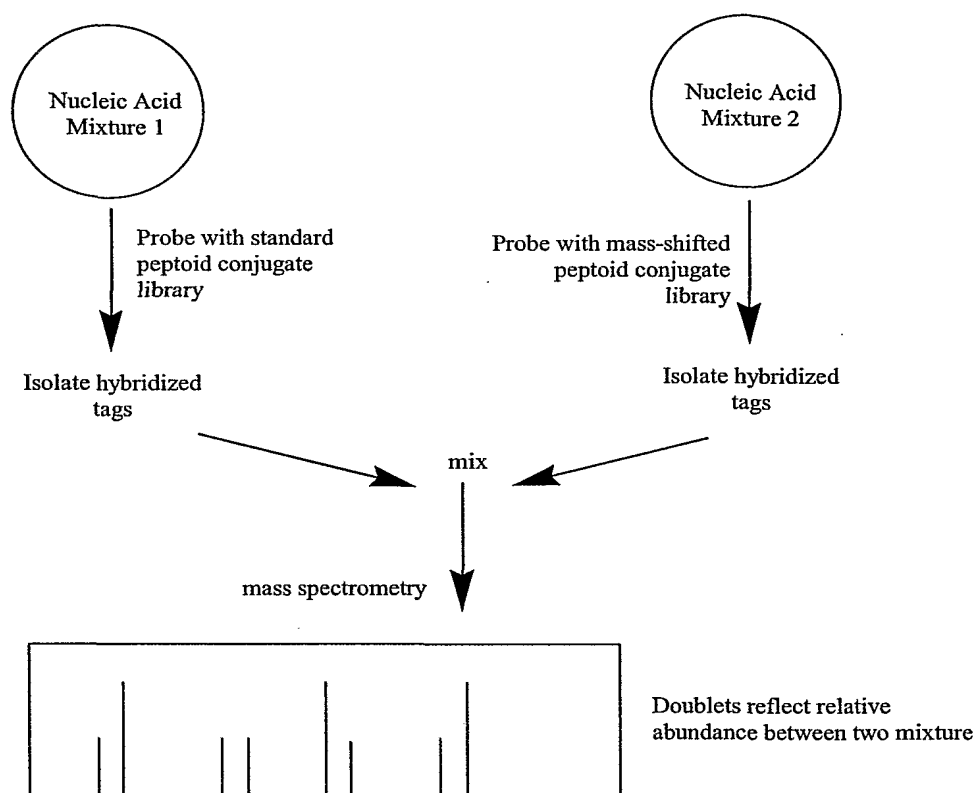 Nucleic Acid
Mixture 1
Nucleic Acid
Mixture 2
Probe with standard
peptoid conjugate
library
Probe with mass-shifted
peptoid conjugate
library
Isolate hybridized
tags
Isolate hybridized
tags
mix
mass spectrometry
Doublets reflect relative
abundance between two mixture